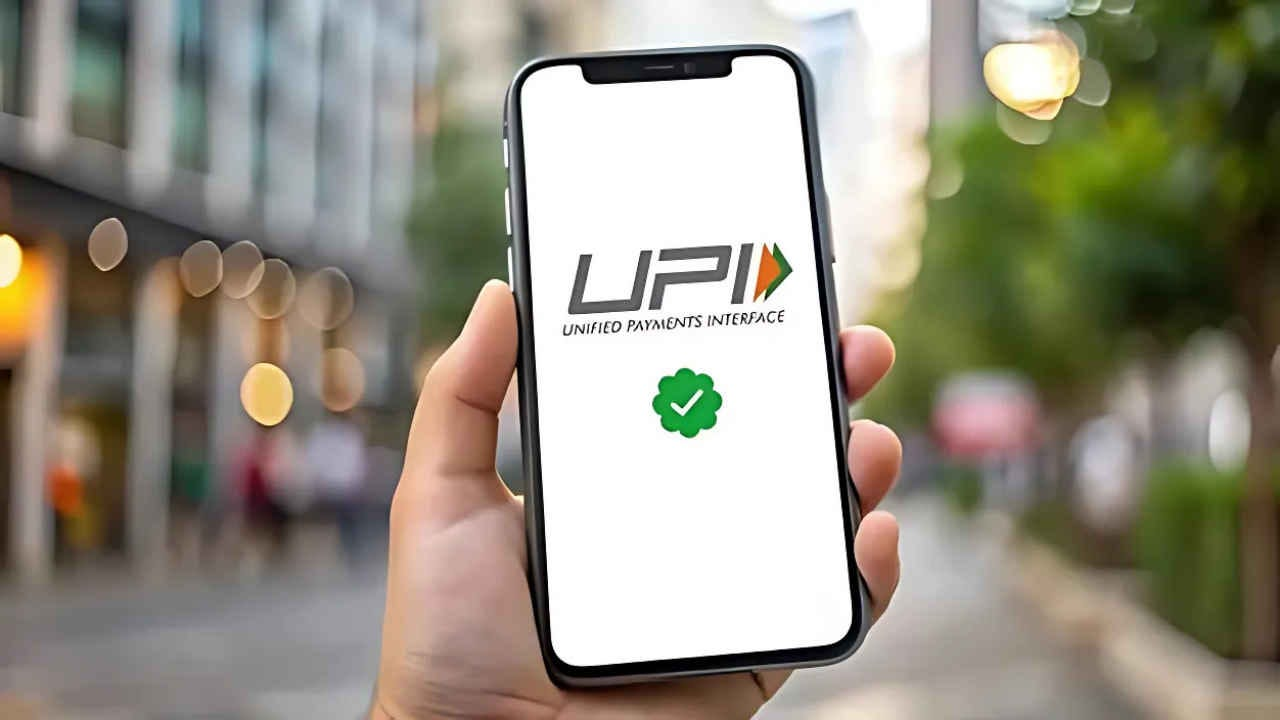 UPI
UNIFIED PAYMENTS INTERFACE